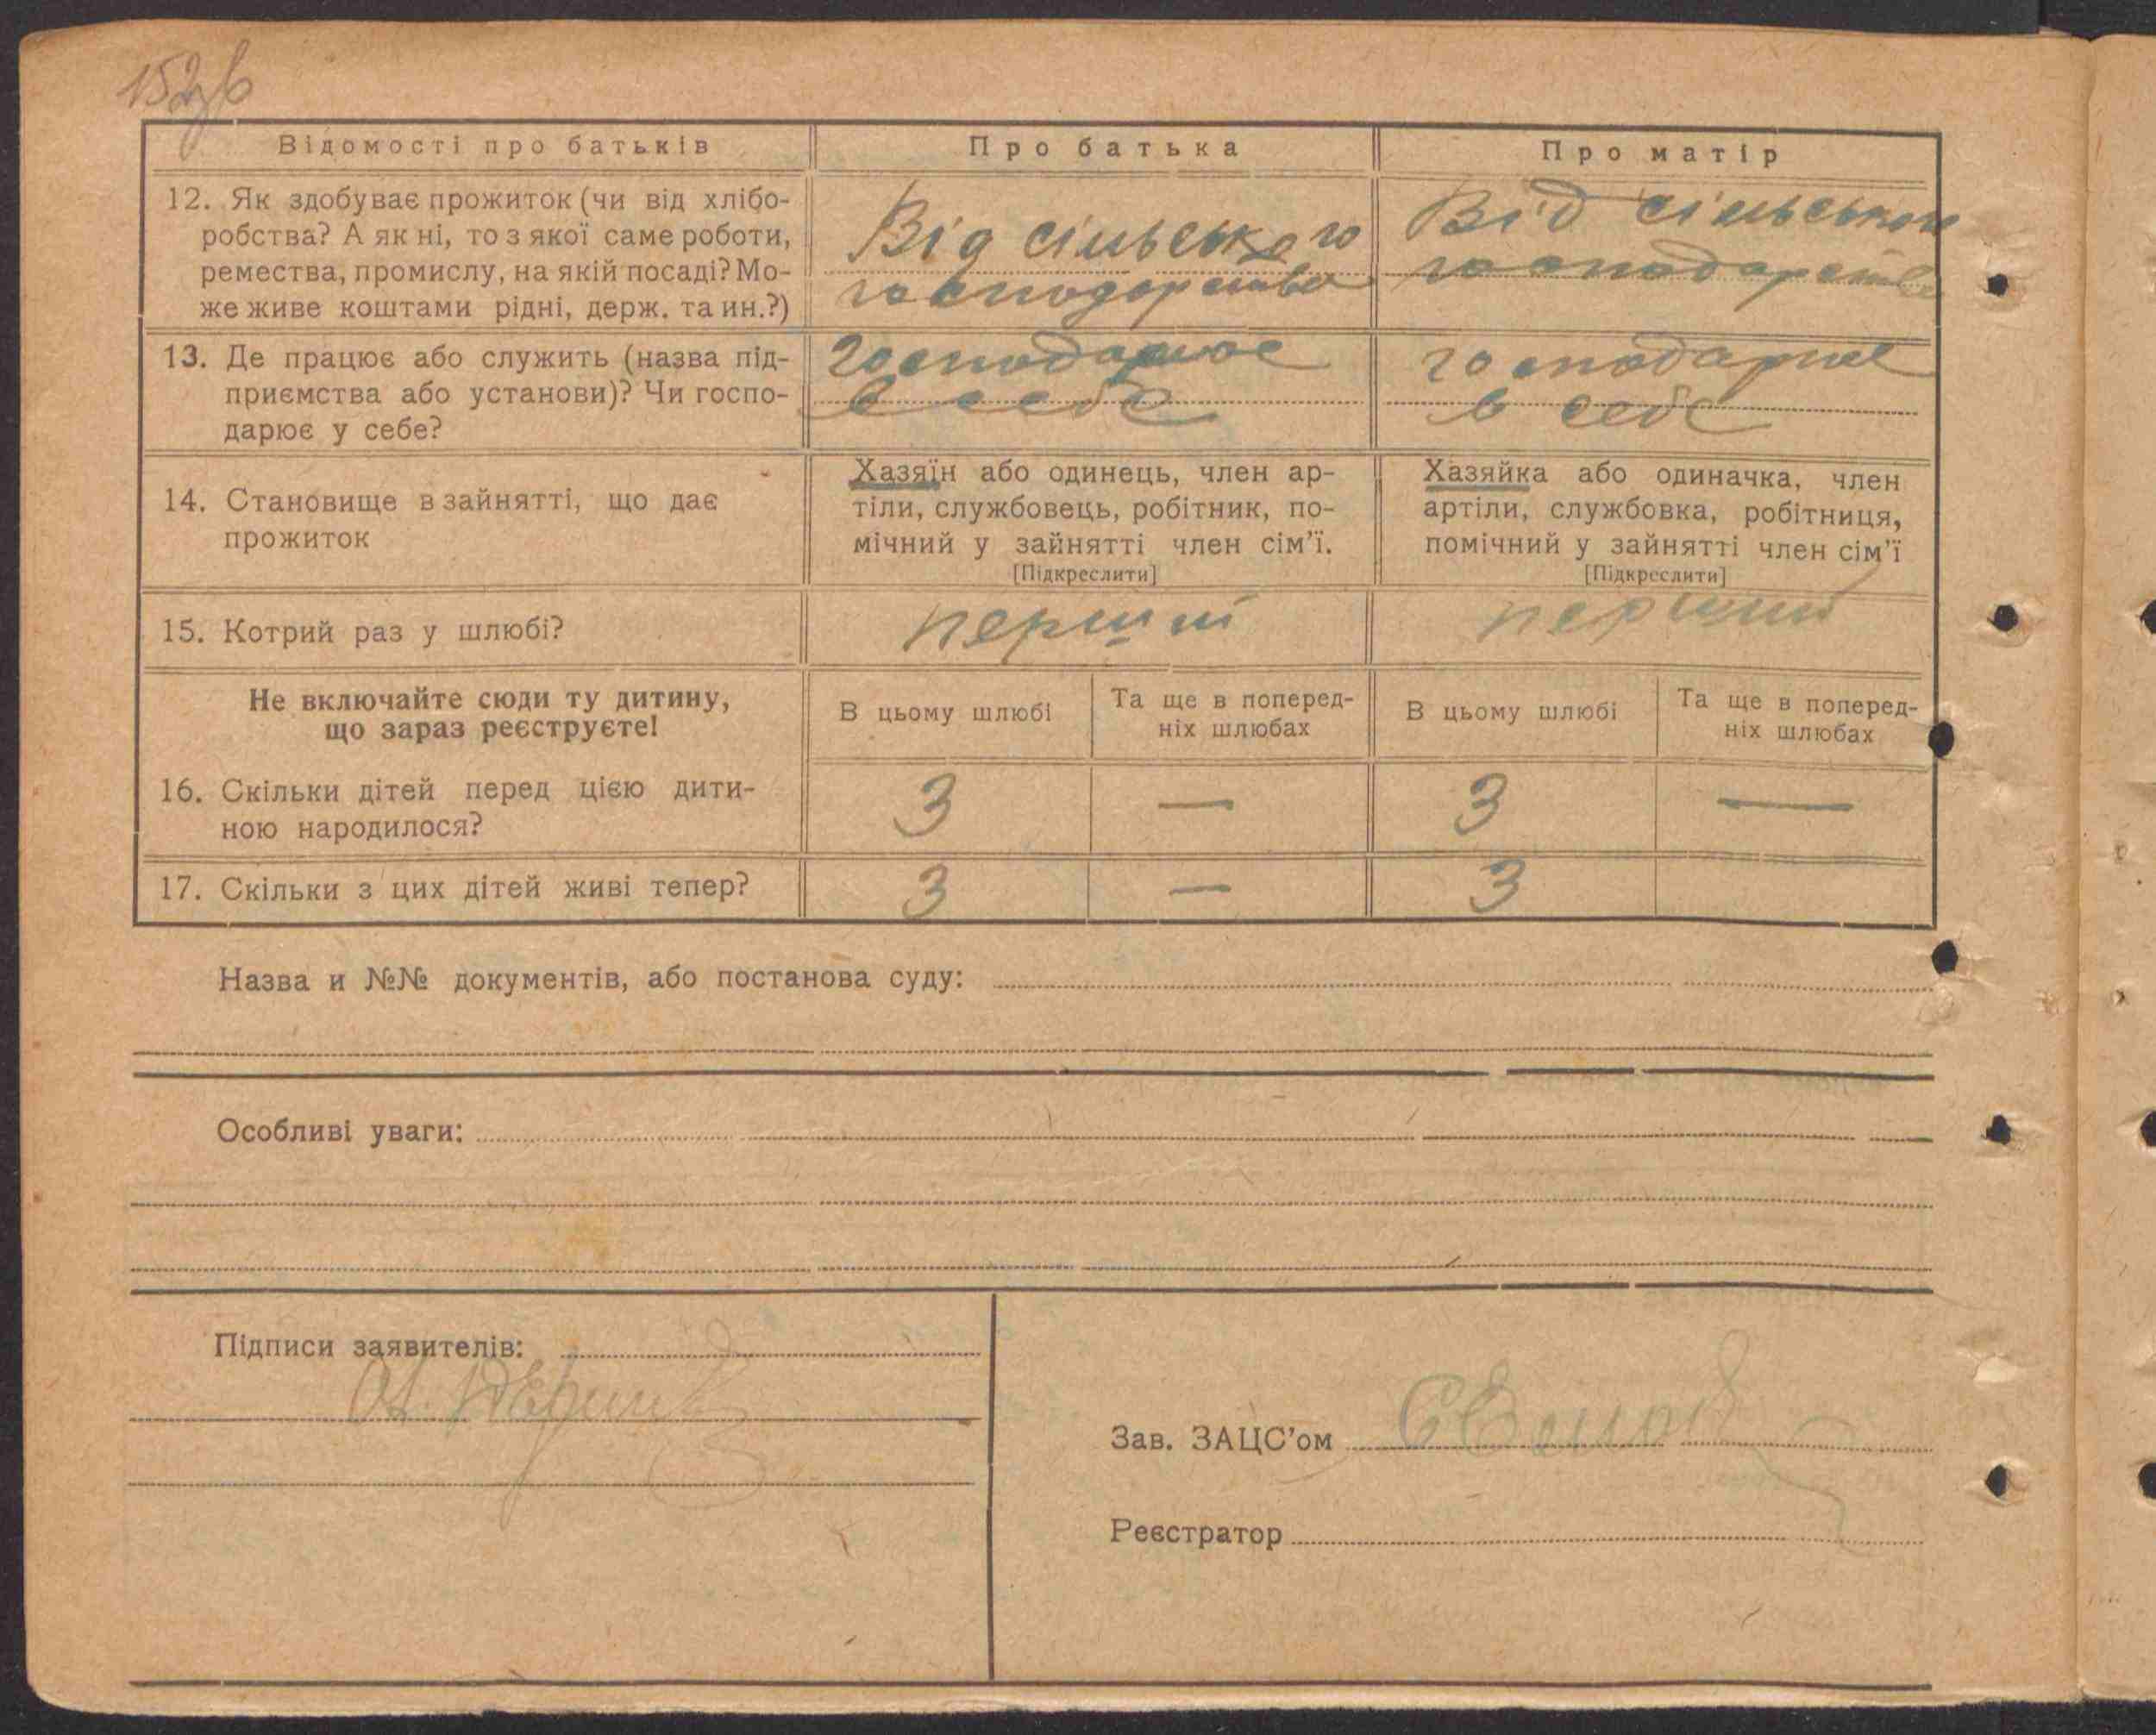 152зв
Відомості про батьків
Про батька
Про матір
12. Як здобуває прожиток (чи від хлібо-
робства? А як ні, то з якої саме роботи,
ремества, промислу, на якій посаді? Мо-
же живе коштами рідні, держ. та ин.?)
Від сільського
господарства
Від сільського
господарства
13. Де працює або служить (назва під-
приємства або установи)? Чи госпо-
дарює у себе?
господарює
в себе
господарює
в себе
14. Становище в зайнятті, що дає
прожиток
Хазяїн або одинець, член ар-
тіли, службовець, робітник, по-
мічний у зайнятті член сім'ї.
[Підкреслити]
Хазяйка або одиначка, член
артіли, службовка, робітниця,
помічний у зайнятті член сім'ї
[Підкреслити]
15. Котрий раз у шлюбі?
перший
перший
Не включайте сюди ту дитину,
що зараз реєструєте!
В цьому шлюбі
Та ще в поперед-
ніх шлюбах
В цьому шлюбі
Та ще в поперед-
ніх шлюбах
16. Скільки дітей перед цією дити-
ною народилося?
3 — 3 —
17. Скільки з цих дітей живі тепер?
3 — 3
Назва и №№ документів, або постанова суду:
Особливі уваги:
Підписи заявителів:
Зав. ЗАЦС'ом
Реєстратор